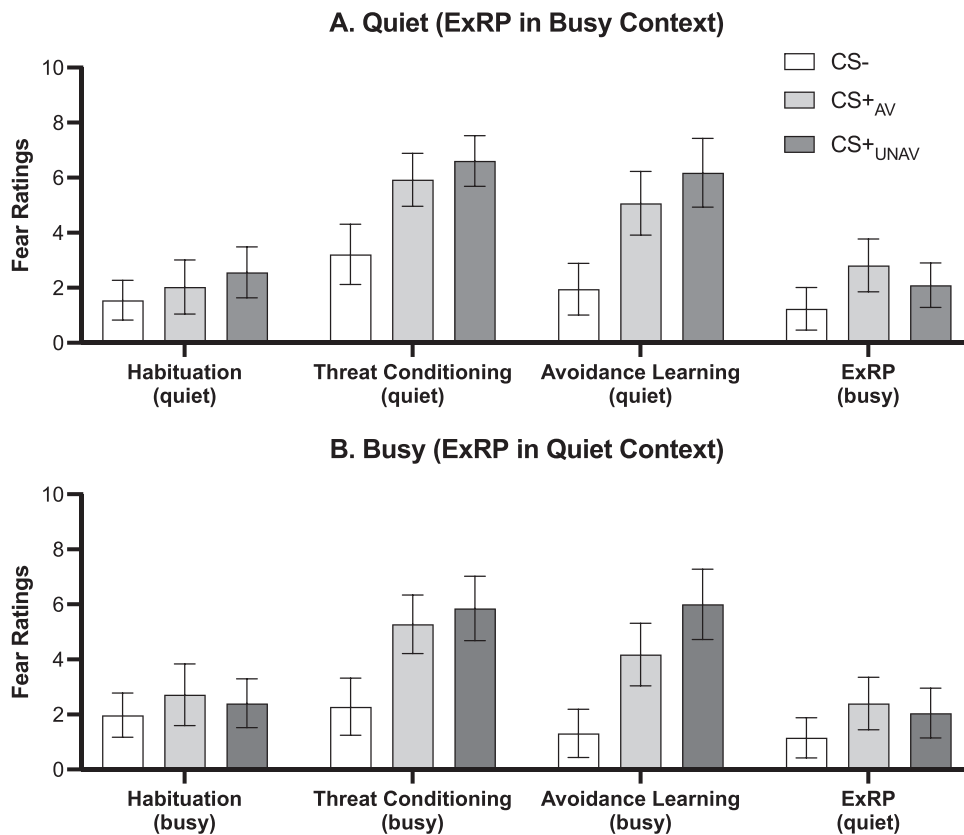 A. Quiet (ExRP in Busy Context)
CS-
CS+AV
CS+UNAV
Fear Ratings
10
8
6
4
2
0
Habituation
(quiet)
Threat Conditioning
(quiet)
Avoidance Learning
(quiet)
ExRP
(busy)
B. Busy (ExRP in Quiet Context)
Fear Ratings
10
8
6
4
2
0
Habituation
(busy)
Threat Conditioning
(busy)
Avoidance Learning
(busy)
ExRP
(quiet)